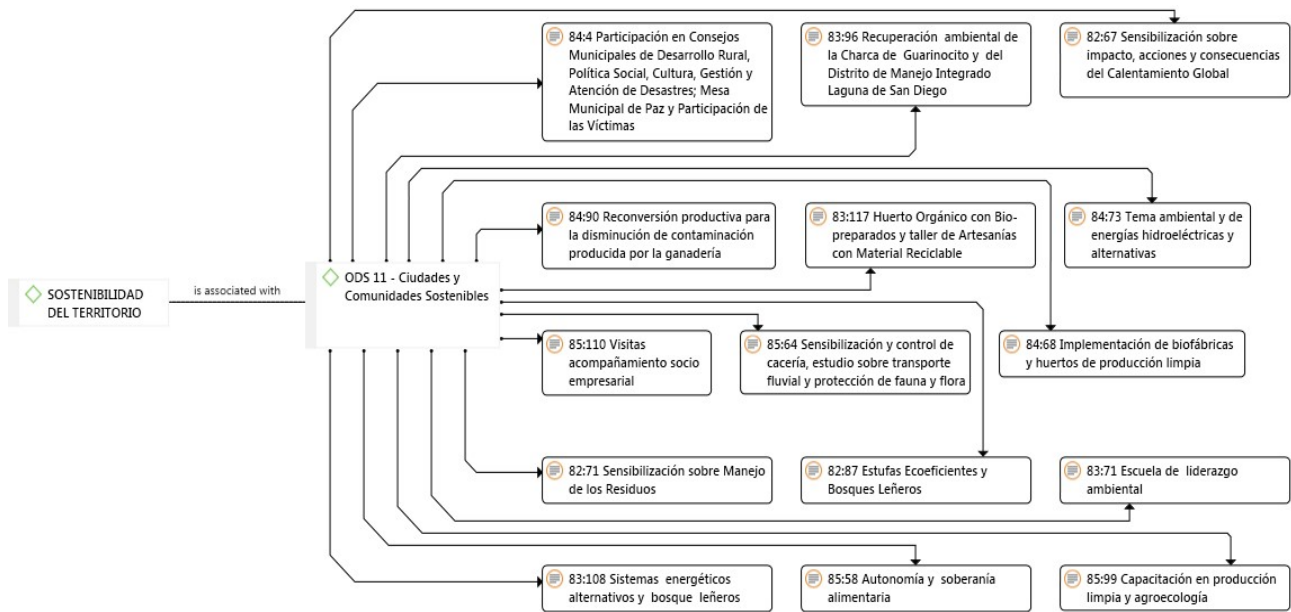 84:4 Participación en Consejos
Municipales de Desarrollo Rural,
Política Social, Cultura, Gestión y
Atención de Desastres; Mesa
Municipal de Paz y Participación de
las Víctimas
83:96 Recuperación ambiental de
la Charca de Guarinocito y del
Distrito de Manejo Integrado
Laguna de San Diego
82:67 Sensibilización sobre
impacto, acciones y consecuencias
del Calentamiento Global
84:90 Reconversión productiva para
la disminución de contaminación
producida por la ganadería
83:117 Huerto Orgánico con Bio-
preparados y taller de Artesanías
con Material Reciclable
84:73 Tema ambiental y de
energías hidroeléctricas y
alternativas
SOSTENIBILIDAD
DEL TERRITORIO
is associated with
ODS 11 - Ciudades y
Comunidades Sostenibles
85:110 Visitas
acompañamiento socio
empresarial
85:64 Sensibilización y control de
cacería, estudio sobre transporte
fluvial y protección de fauna y flora
84:68 Implementación de biofábricas
y huertos de producción limpia
82:71 Sensibilización sobre Manejo
de los Residuos
82:87 Estufas Ecoeficientes y
Bosques Leñeros
83:71 Escuela de liderazgo
ambiental
83:108 Sistemas energéticos
alternativos y bosque leñeros
85:58 Autonomía y soberanía
alimentaria
85:99 Capacitación en producción
limpia y agroecología